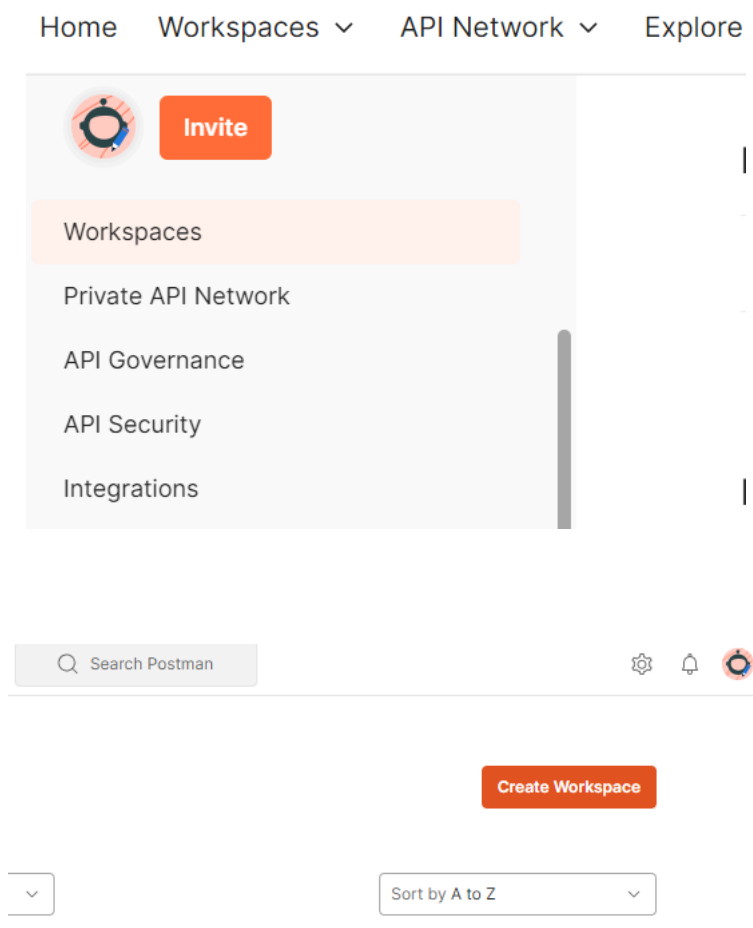 Home Workspaces API Network Explore
Invite
Workspaces
Private API Network
API Governance
API Security
Integrations
Search Postman
Create Workspace
Sort by A to Z